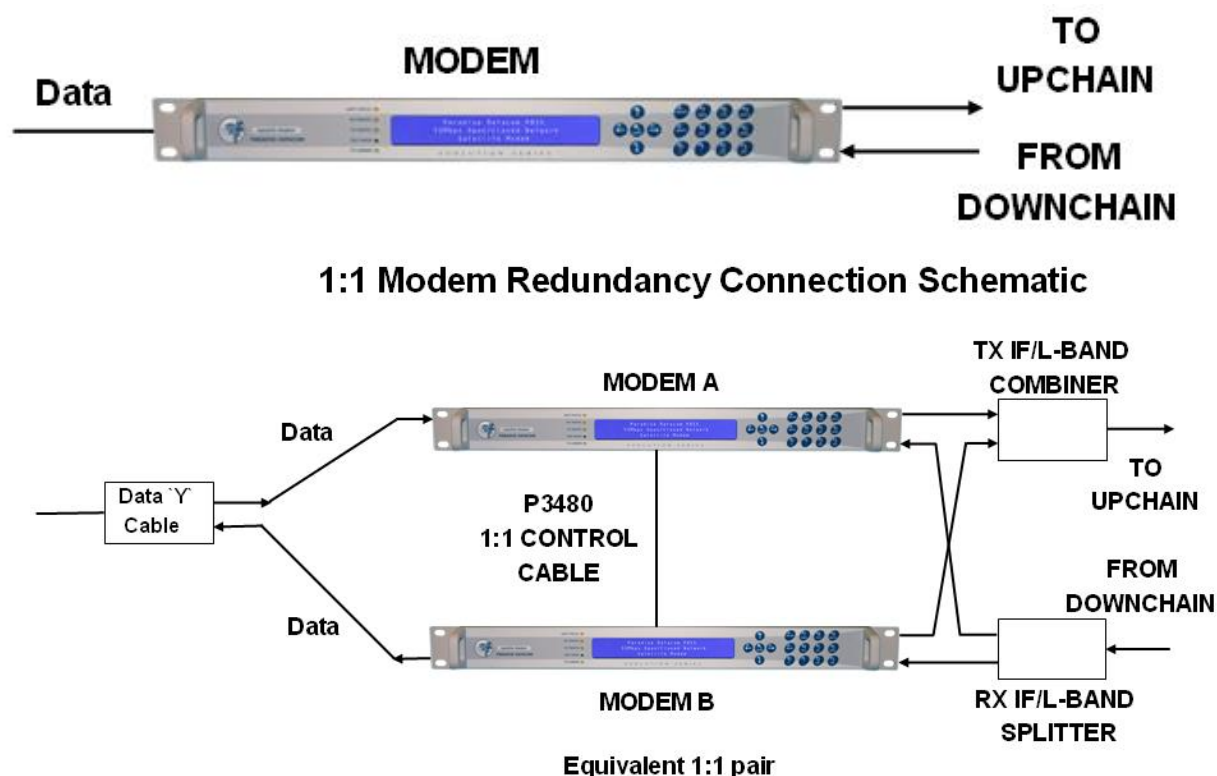 MODEM
Data
TO
UPCHAIN
FROM
DOWNCHAIN
1:1 Modem Redundancy Connection Schematic
MODEM A
TX IF/L-BAND
COMBINER
Data
Data `Y`
Cable
P3480
1:1 CONTROL
CABLE
TO
UPCHAIN
FROM
DOWNCHAIN
Data
MODEM B
RX IF/L-BAND
SPLITTER
Equivalent 1:1 pair